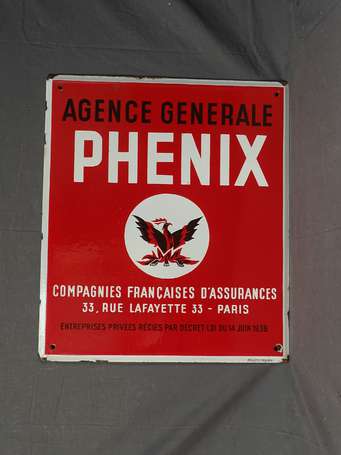 AGENCE GENERALE
PHENIX
COMPAGNIES FRANÇAISES D'ASSURANCES
33, RUE LAFAYETTE 33 - PARIS
ENTREPRISES PRIVÉES RÉGIES PAR DÉCRET-LOI DU 14 JUIN 1938